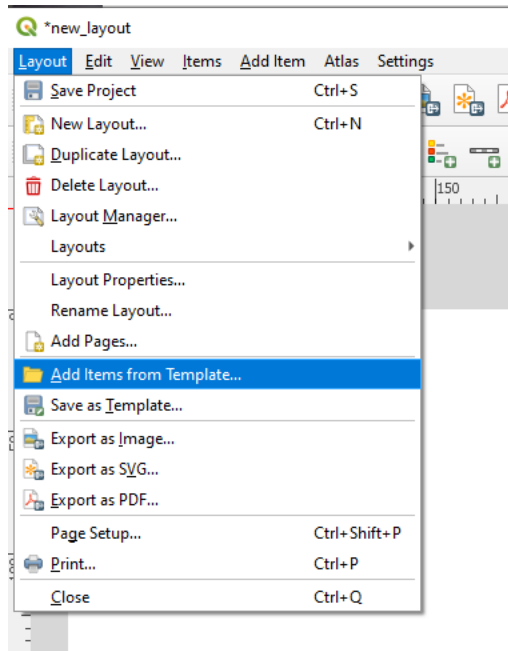 *new_layout
Layout Edit View Items Add Item Atlas Settings
Save Project Ctrl+S
New Layout... Ctrl+N
Duplicate Layout...
Delete Layout...
Layout Manager...
150
Layouts
Layout Properties...
Rename Layout...
Add Pages...
Add Items from Template...
Save as Template...
Export as Image...
Export as SVG...
Export as PDF...
Page Setup... Ctrl+Shift+P
Print... Ctrl+P
Close Ctrl+Q